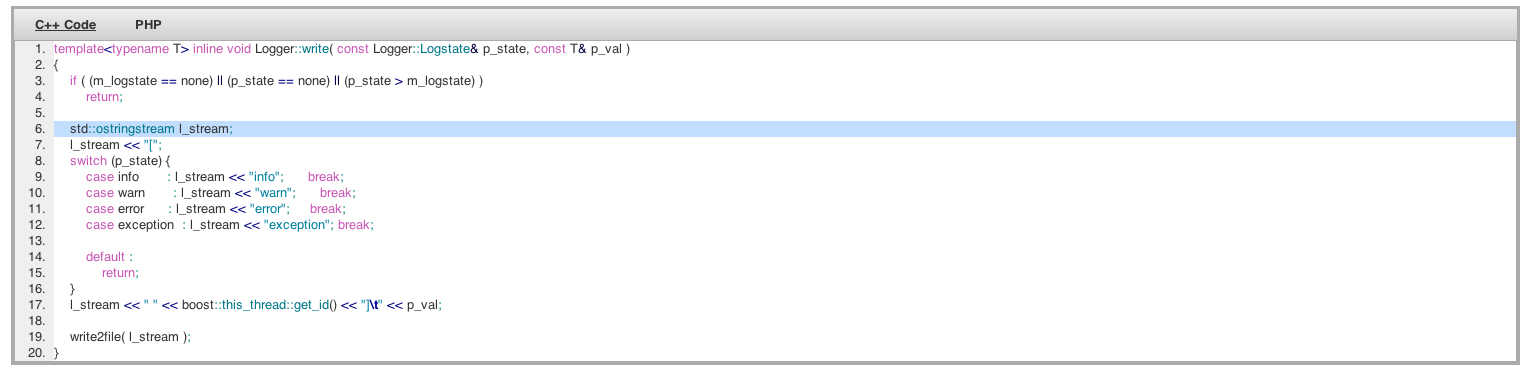 C++ Code PHP
1. template<typename T> inline void Logger::write( const Logger::Logstate& p_state, const T& p_val )
2. {
3. if ( (m_logstate == none) || (p_state == none) || (p_state > m_logstate) )
4. return;
5.
6. std::ostringstream l_stream;
7. l_stream << "[";
8. switch (p_state) {
9. case info : l_stream << "info"; break;
10. case warn : l_stream << "warn"; break;
11. case error : l_stream << "error"; break;
12. case exception : l_stream << "exception"; break;
13.
14. default :
15. return;
16. }
17. l_stream << " " << boost::this_thread::get_id() << "]\t" << p_val;
18.
19. write2file( l_stream );
20. }